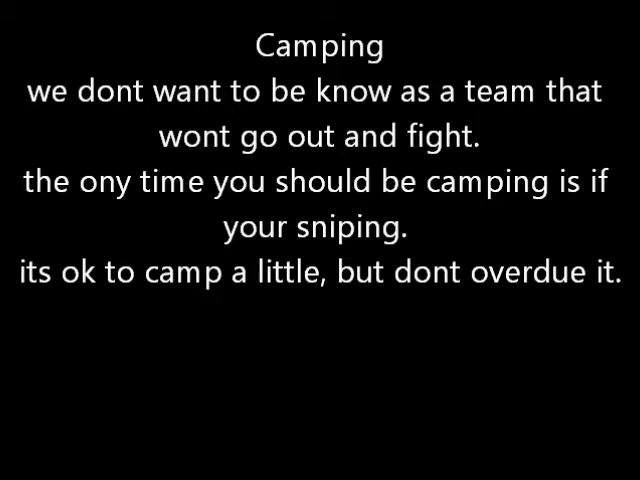 Camping
we dont want to be know as a team that
wont go out and fight.
the ony time you should be camping is if
your sniping.
its ok to camp a little, but dont overdue it.